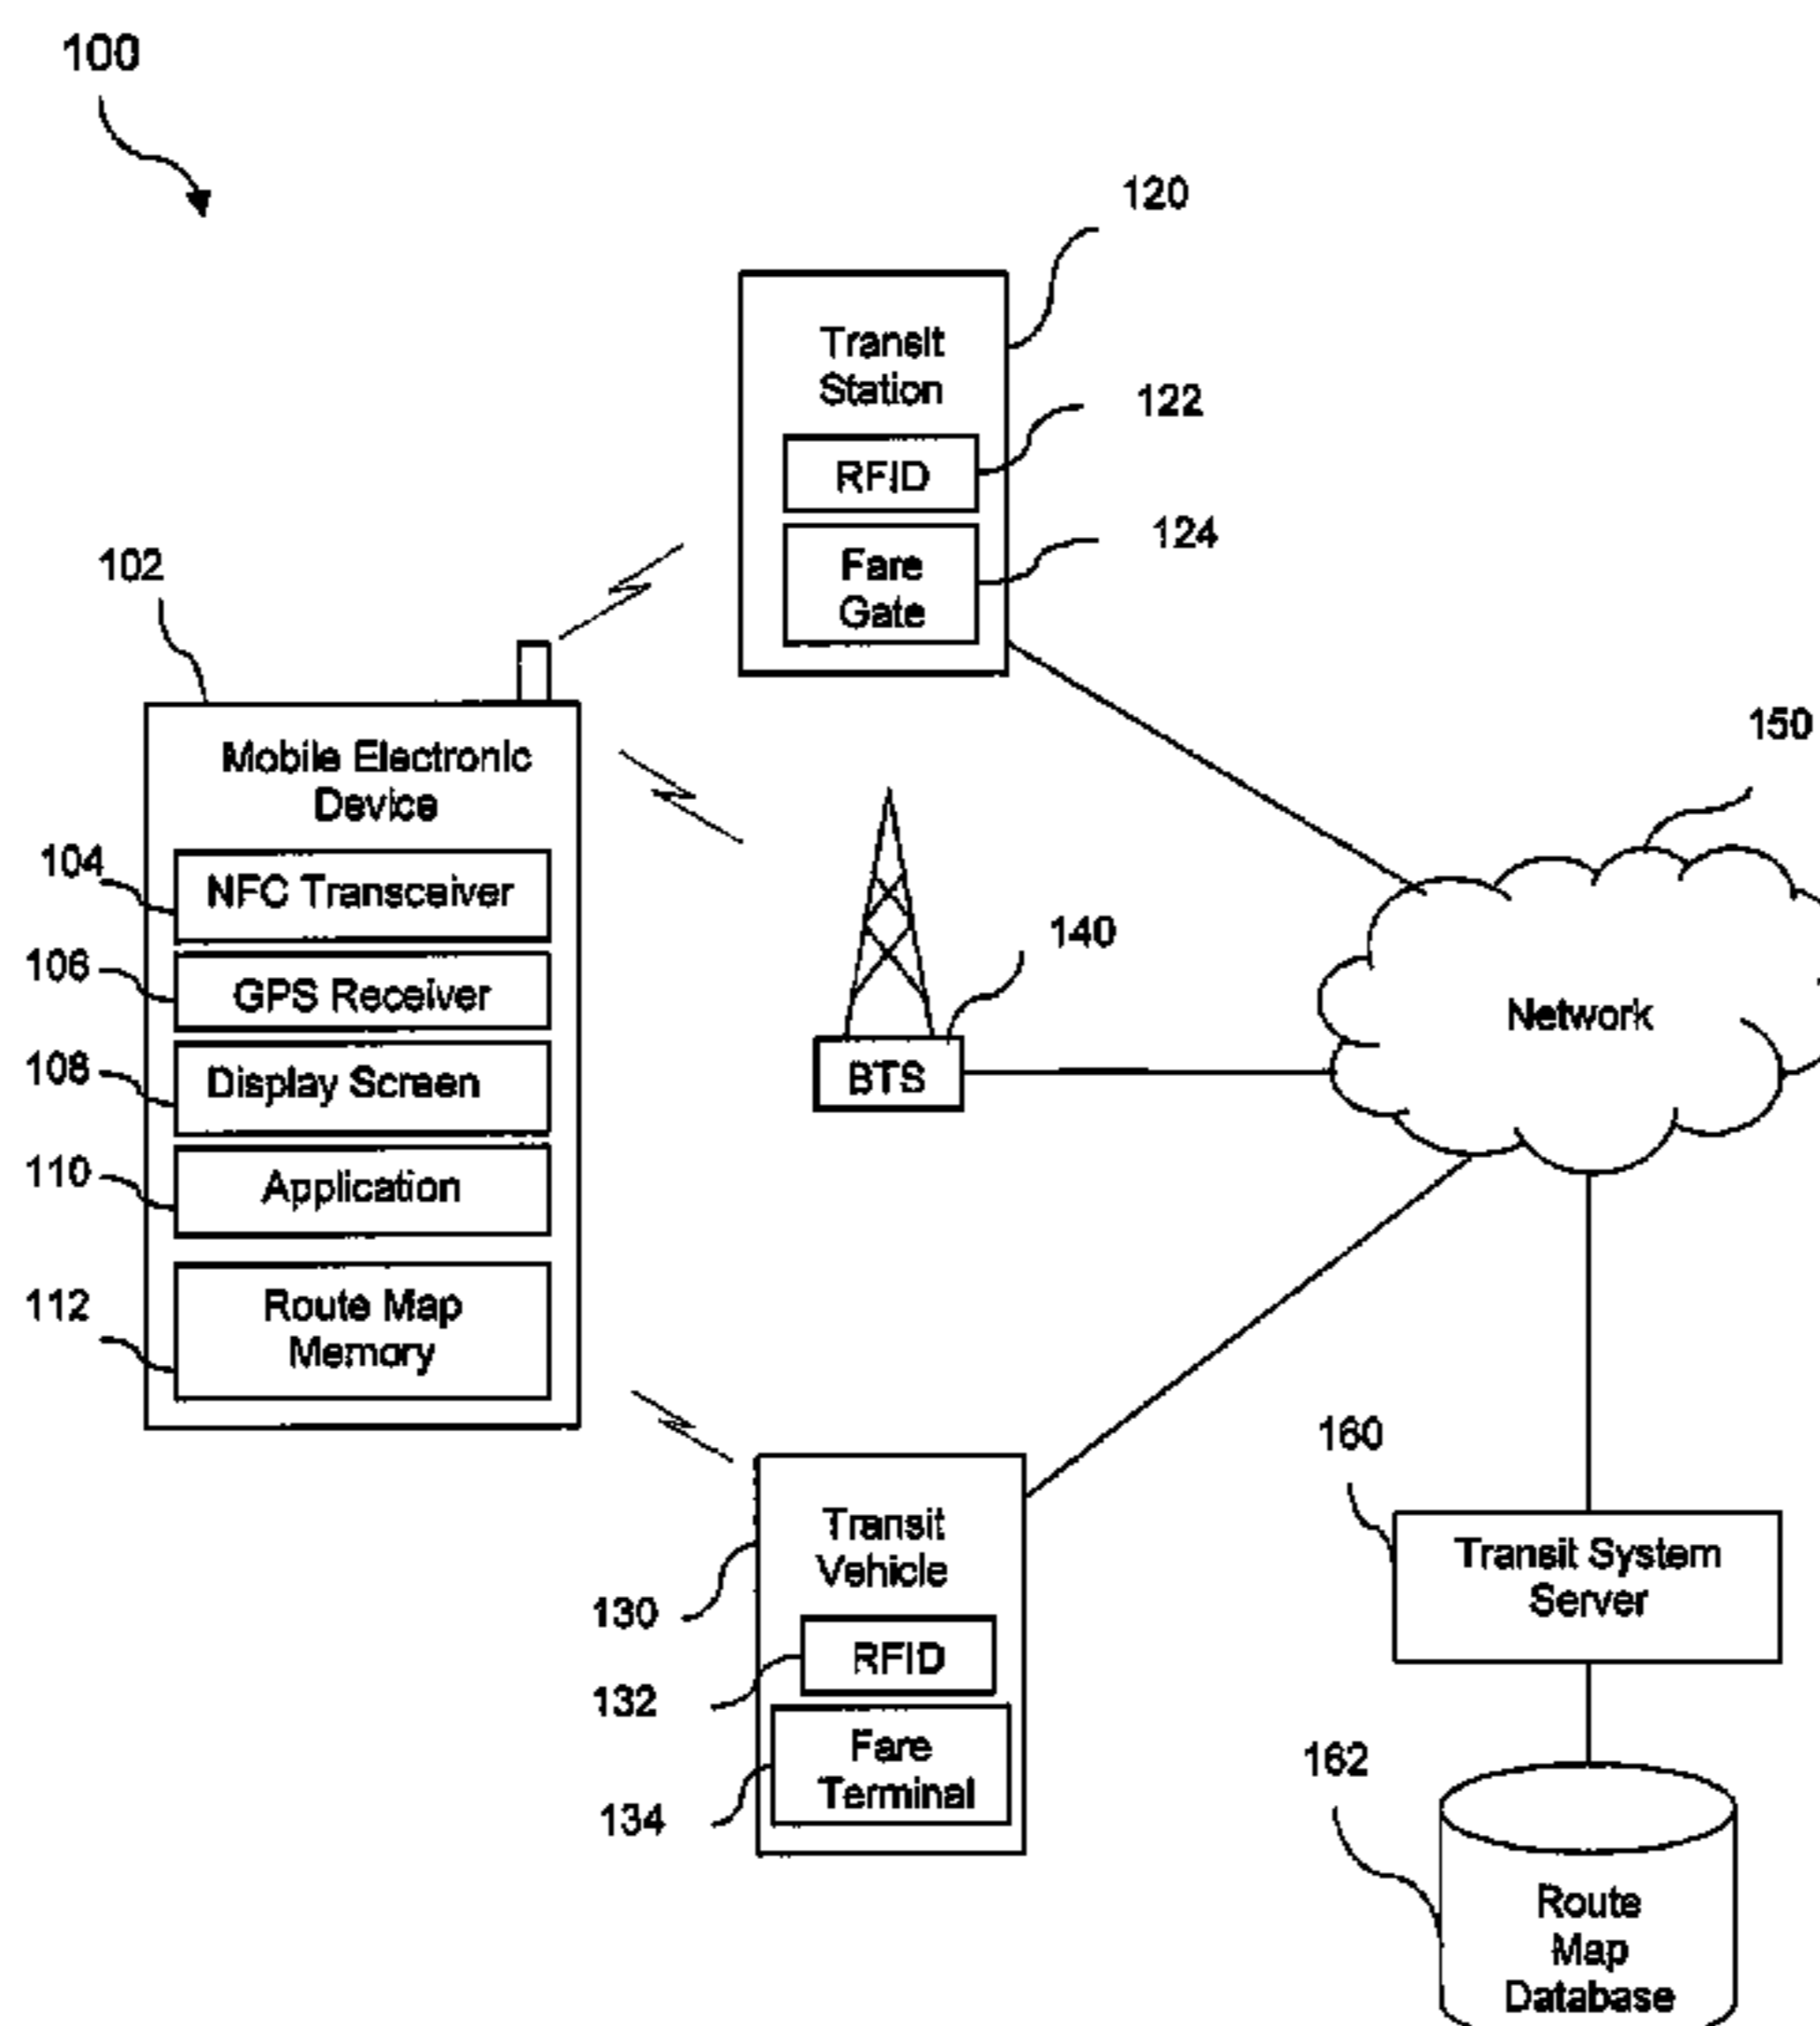 100
120
Transit
Station
122
RFID
124
Fare
Gate
102
Mobile Electronic
Device
104
NFC Transceiver
106
GPS Receiver
108
Display Screen
110
Application
112
Route Map
Memory
140
BTS
150
Network
130
Transit
Vehicle
132
RFID
134
Fare
Terminal
160
Transit System
Server
162
Route
Map
Database